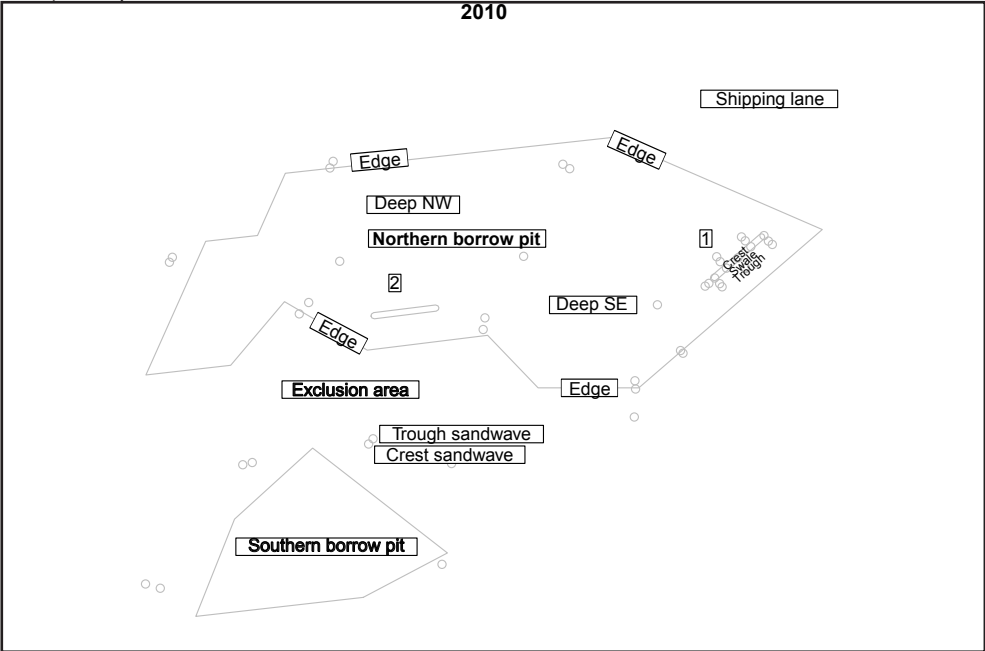 2010
Shipping lane
Edge
Edge
Deep NW
Northern borrow pit
1
Crest
Swale
Trough
2
Deep SE
Edge
Exclusion area
Edge
Trough sandwave
Crest sandwave
Southern borrow pit